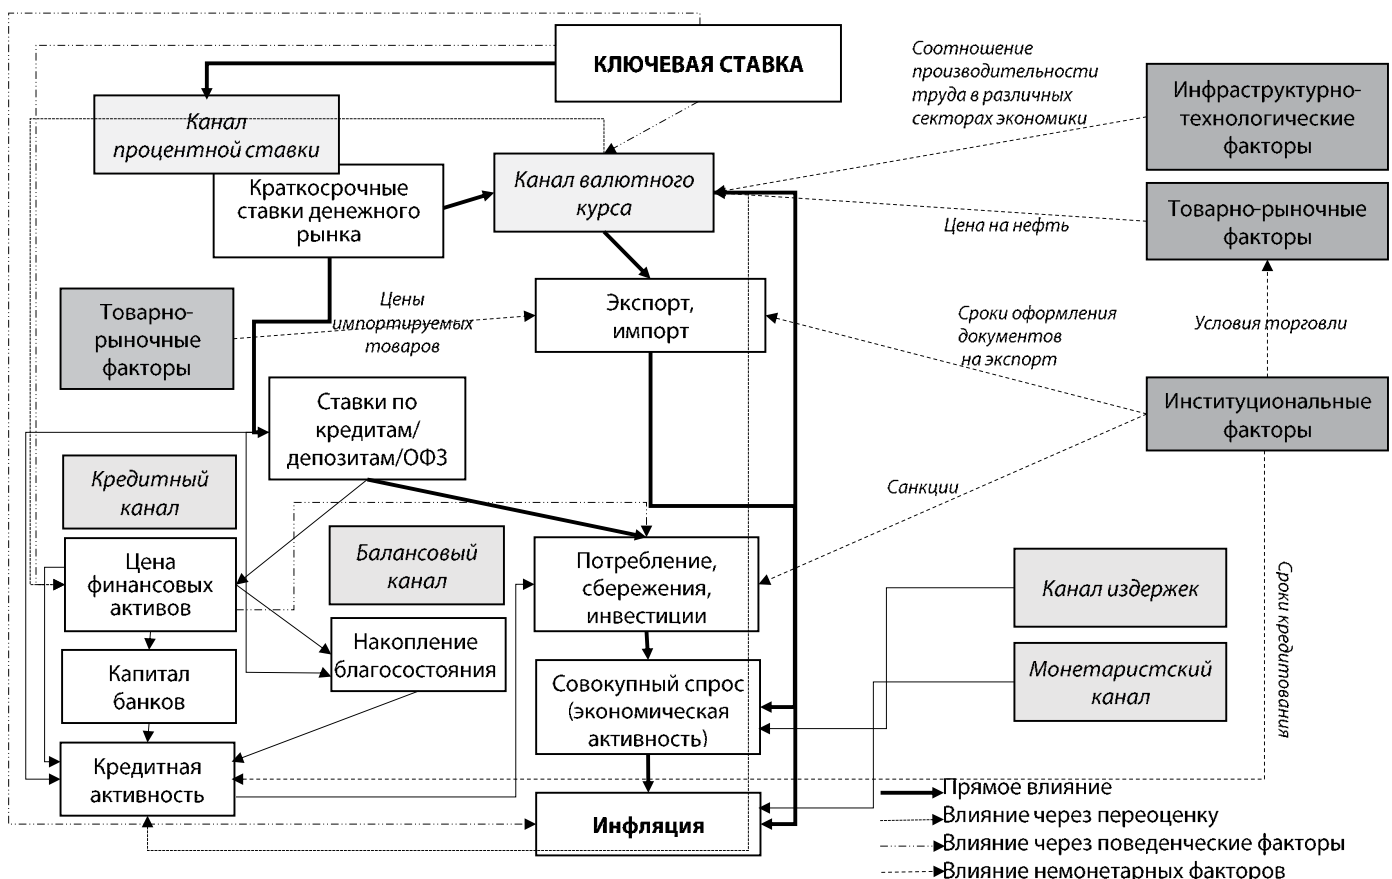 КЛЮЧЕВАЯ СТАВКА
Соотношение
производительности
труда в различных
секторах экономики
Инфраструктурно-
технологические
факторы
Канал
процентной ставки
Краткосрочные
ставки денежного
рынка
Канал валютного
курса
Товарно-рыночные
факторы
Цена на нефть
Товарно-
рыночные
факторы
Цены
импортируемых
товаров
Экспорт,
импорт
Сроки оформления
документов
на экспорт
Условия торговли
Ставки по
кредитам/
депозитам/ОФЗ
Институциональные
факторы
Кредитный
канал
Санкции
Цена
финансовых
активов
Балансовый
канал
Потребление,
сбережения,
инвестиции
Канал издержек
Сроки кредитования
Накопление
благосостояния
Капитал
банков
Совокупный спрос
(экономическая
активность)
Монетаристский
канал
Кредитная
активность
Инфляция
Прямое влияние
Влияние через переоценку
Влияние через поведенческие факторы
Влияние немонетарных факторов